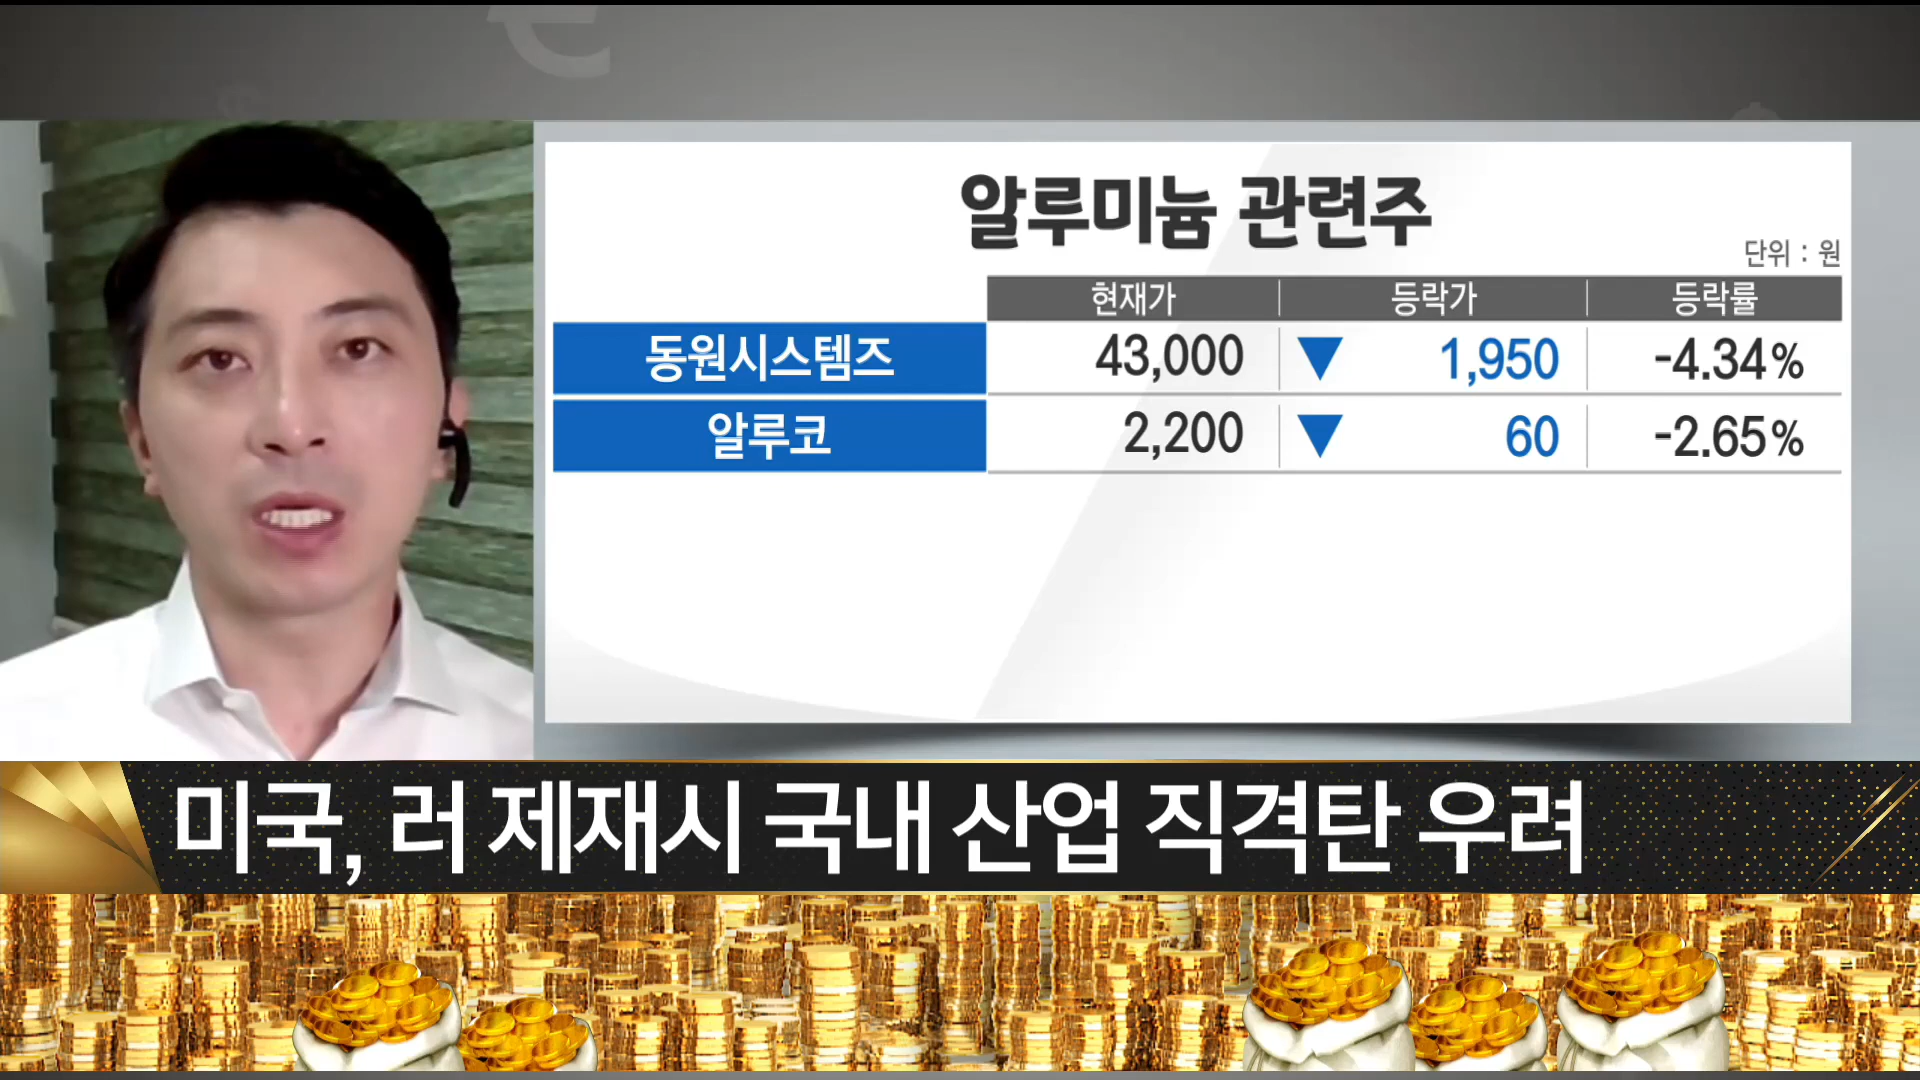 알루미늄 관련주
단위 : 원
현재가 등락가 등락률
동원시스템즈 43,000 ▼ 1,950 -4.34%
알루코 2,200 ▼ 60 -2.65%
미국, 러 제재시 국내 산업 직격탄 우려